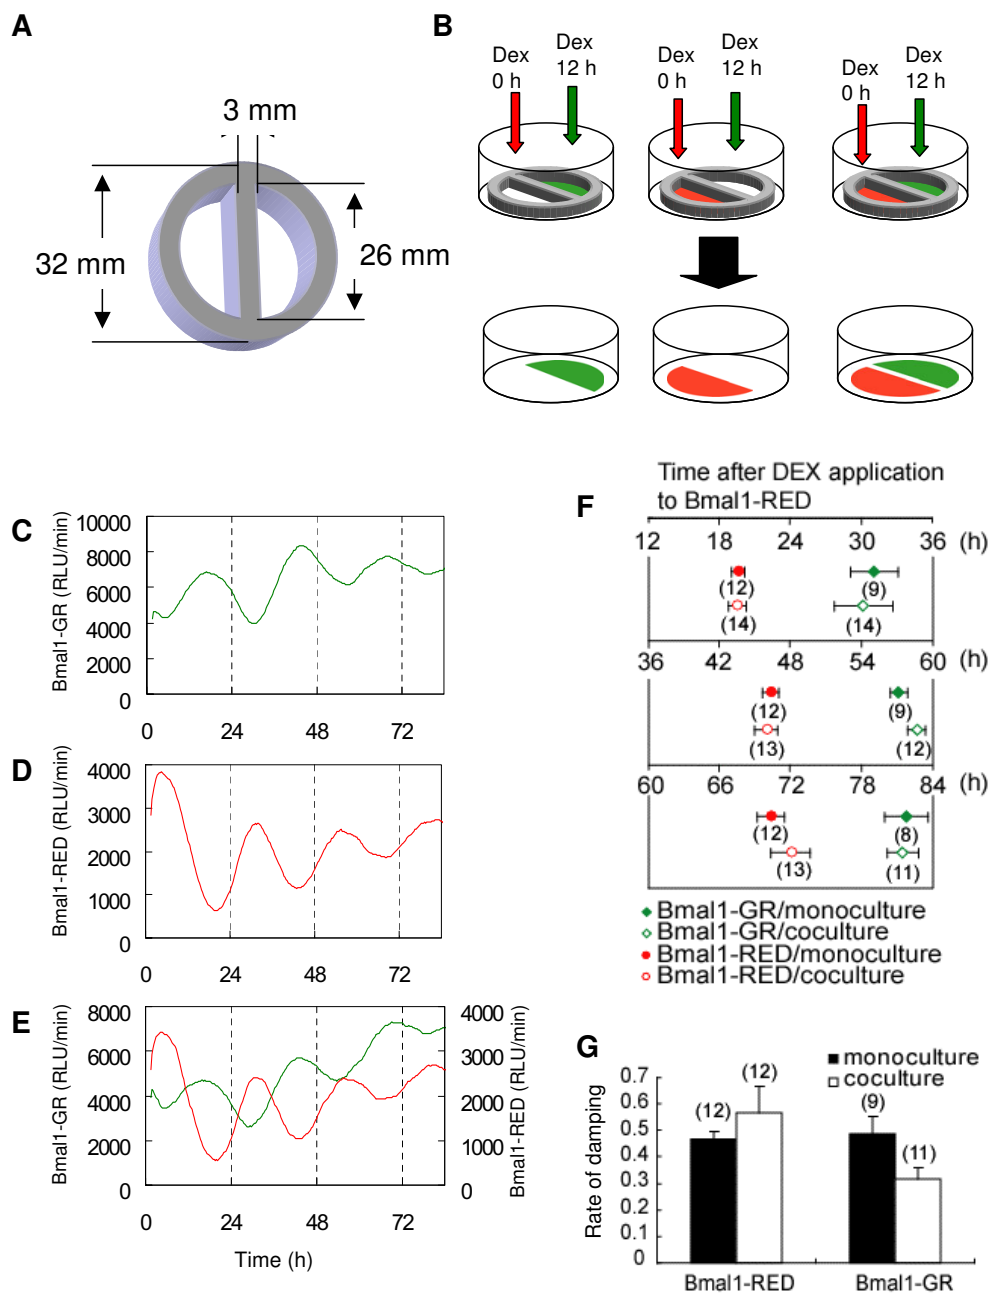 A
3 mm
32 mm
26 mm
B
Dex 0 h
Dex 12 h
Dex 0 h
Dex 12 h
Dex 0 h
Dex 12 h
C
Bmal1-GR (RLU/min)
10000
8000
6000
4000
2000
0
0 24 48 72
D
Bmal1-RED (RLU/min)
4000
3000
2000
1000
0
0 24 48 72
E
Bmal1-GR (RLU/min)
8000
6000
4000
2000
0
4000
3000
2000
1000
0
Bmal1-RED (RLU/min)
0 24 48 72
Time (h)
F
Time after DEX application
to Bmal1-RED
12 18 24 30 36 (h)
(12) (9)
(14) (14)
36 42 48 54 60 (h)
(12) (9)
(13) (12)
60 66 72 78 84 (h)
(12) (8)
(13) (11)
Bmal1-GR/monoculture
Bmal1-GR/coculture
Bmal1-RED/monoculture
Bmal1-RED/coculture
G
monoculture
coculture
Rate of damping
0.7
0.6
0.5
0.4
0.3
0.2
0.1
0
(12) (12) (9) (11)
Bmal1-RED Bmal1-GR